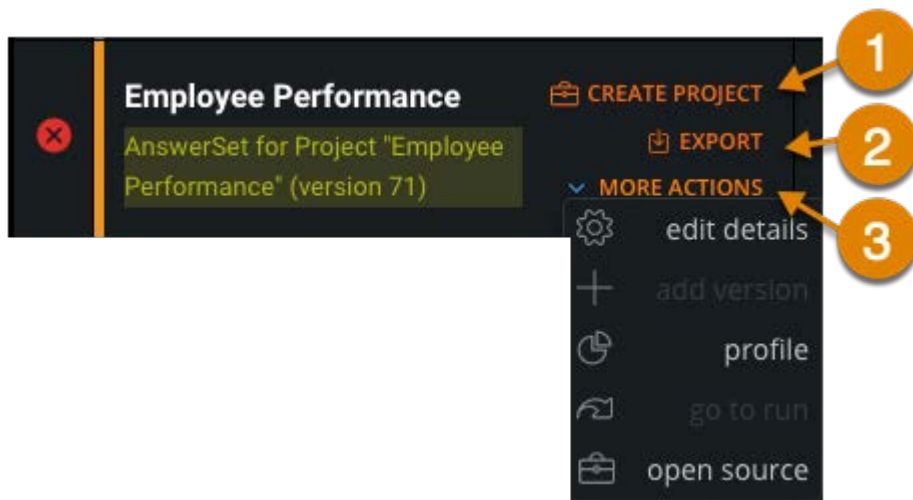 Employee Performance
AnswerSet for Project "Employee
Performance" (version 71)
CREATE PROJECT
EXPORT
MORE ACTIONS
edit details
add version
profile
go to run
open source
1
2
3